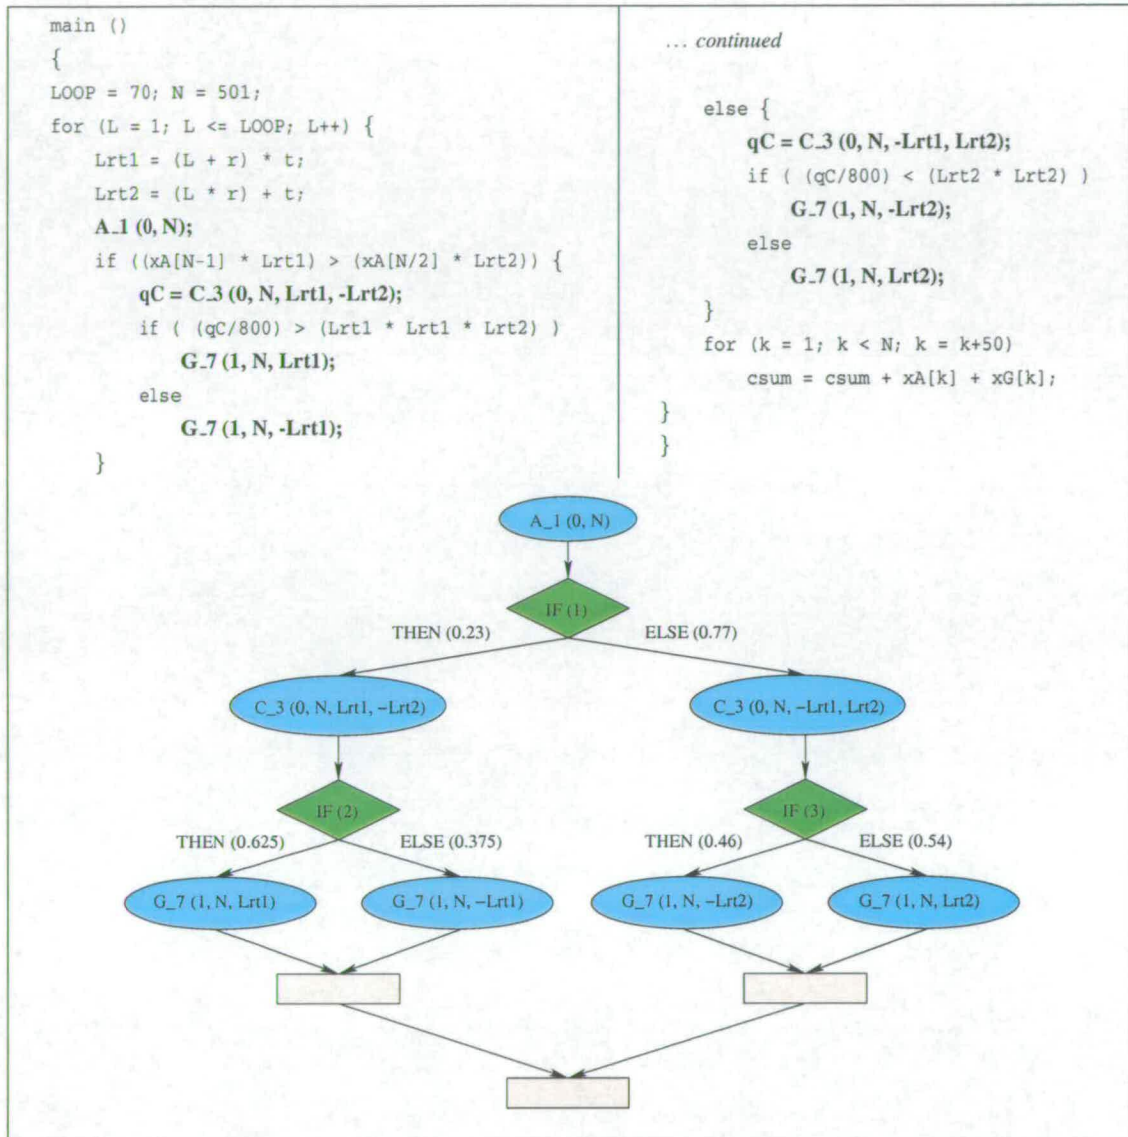 main ()
{
LOOP = 70; N = 501;
for (L = 1; L <= LOOP; L++) {
Lrt1 = (L + r) * t;
Lrt2 = (L * r) + t;
A_1 (0, N);
if ((xA[N-1] * Lrt1) > (xA[N/2] * Lrt2)) {
qC = C_3 (0, N, Lrt1, -Lrt2);
if ( (qC/800) > (Lrt1 * Lrt1 * Lrt2) )
G_7 (1, N, Lrt1);
else
G_7 (1, N, -Lrt1);
}
... continued
else {
qC = C_3 (0, N, -Lrt1, Lrt2);
if ( (qC/800) < (Lrt2 * Lrt2) )
G_7 (1, N, -Lrt2);
else
G_7 (1, N, Lrt2);
}
for (k = 1; k < N; k = k+50)
csum = csum + xA[k] + xG[k];
}
}
A_1 (0, N)
IF (1)
THEN (0.23) ELSE (0.77)
C_3 (0, N, Lrt1, -Lrt2) C_3 (0, N, -Lrt1, Lrt2)
IF (2) IF (3)
THEN (0.625) ELSE (0.375) THEN (0.46) ELSE (0.54)
G_7 (1, N, Lrt1) G_7 (1, N, -Lrt1) G_7 (1, N, -Lrt2) G_7 (1, N, Lrt2)